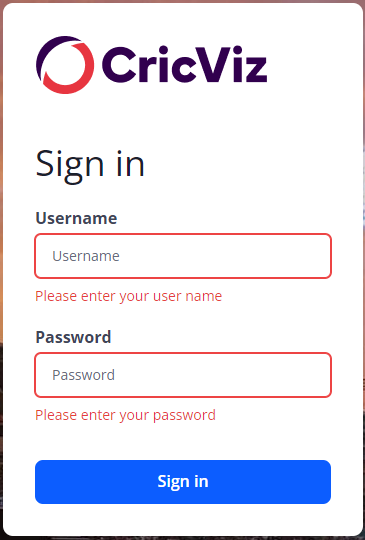 CricViz
Sign in
Username
Username
Please enter your user name
Password
Password
Please enter your password
Sign in